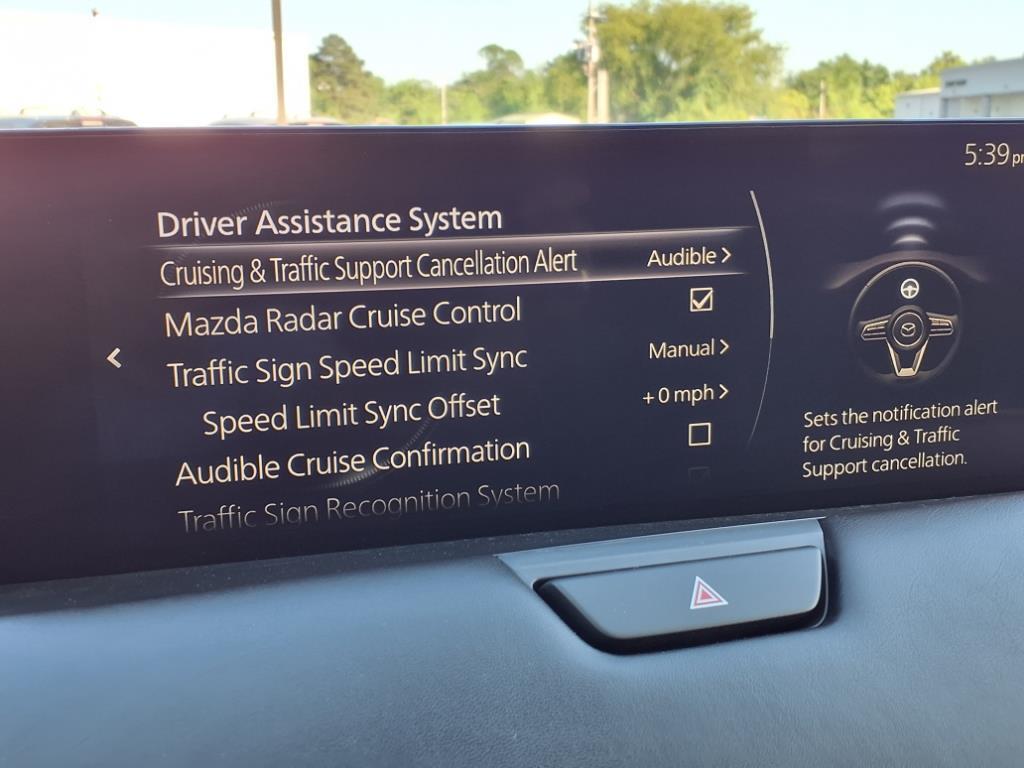 5:39 p
Driver Assistance System
Cruising & Traffic Support Cancellation Alert Audible >
Mazda Radar Cruise Control
Traffic Sign Speed Limit Sync Manual >
Speed Limit Sync Offset +0 mph >
Audible Cruise Confirmation
Traffic Sign Recognition System
Sets the notification alert
for Cruising & Traffic
Support cancellation.